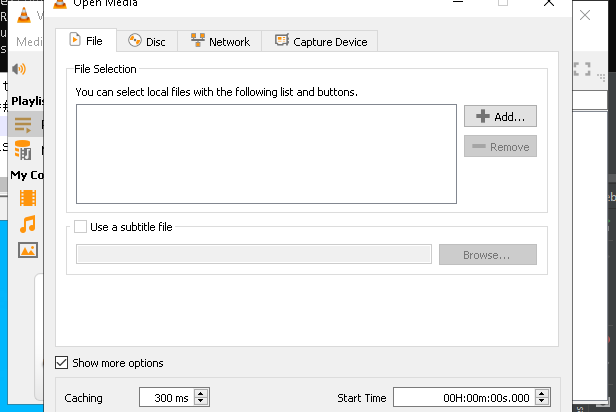 Open Media
Medi
File
Disc
Network
Capture Device
File Selection
You can select local files with the following list and buttons.
Add...
Remove
Playlis
My Co
Use a subtitle file
Browse...
Show more options
Caching
300 ms
Start Time
00H:00m:00s.000